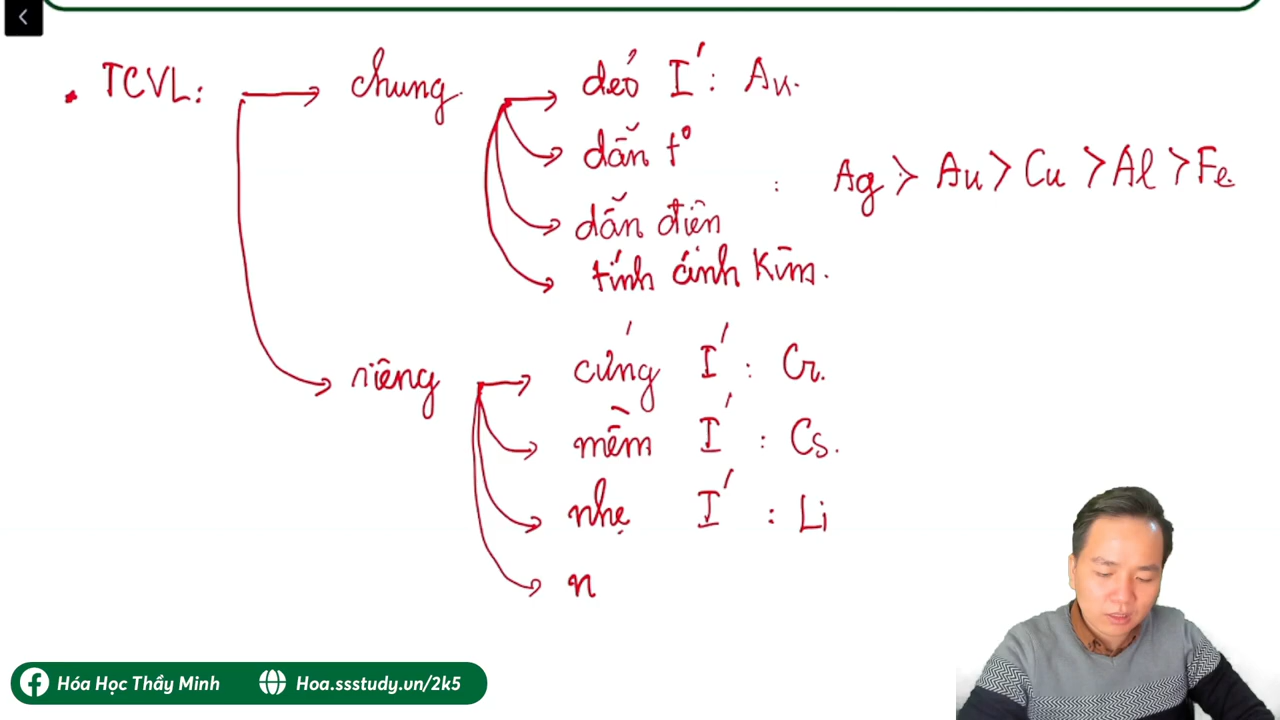 . TCVL:
chung
dẻo I': Au.
dẫn t°
: Ag > Au > Cu > Al > Fe
dẫn điện
tính ánh kim.
riêng
cứng I' : Cr.
mềm I' : Cs.
nhẹ I' : Li
n
Hóa Học Thầy Minh
Hoa.ssstudy.vn/2k5